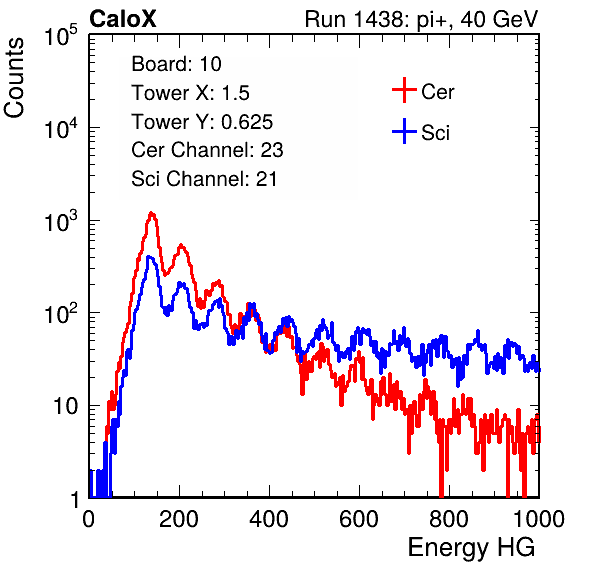 CaloX Run 1438: pi+, 40 GeV
Counts
Board: 10
Tower X: 1.5
Tower Y: 0.625
Cer Channel: 23
Sci Channel: 21
Cer
Sci
10^5
10^4
10^3
10^2
10
1
0 200 400 600 800 1000
Energy HG